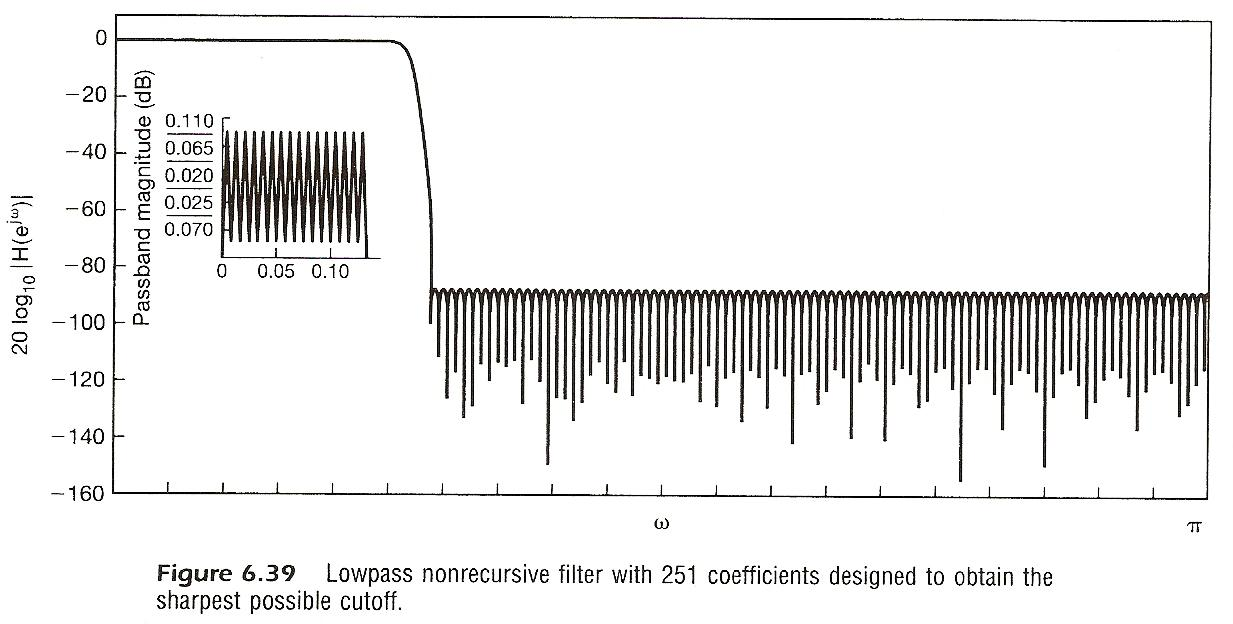 0
−20
−40
−60
−80
−100
−120
−140
−160
20 log10 |H(e^jω)|
Passband magnitude (dB)
0.110
0.065
0.020
0.025
0.070
0 0.05 0.10
ω π
Figure 6.39 Lowpass nonrecursive filter with 251 coefficients designed to obtain the
sharpest possible cutoff.